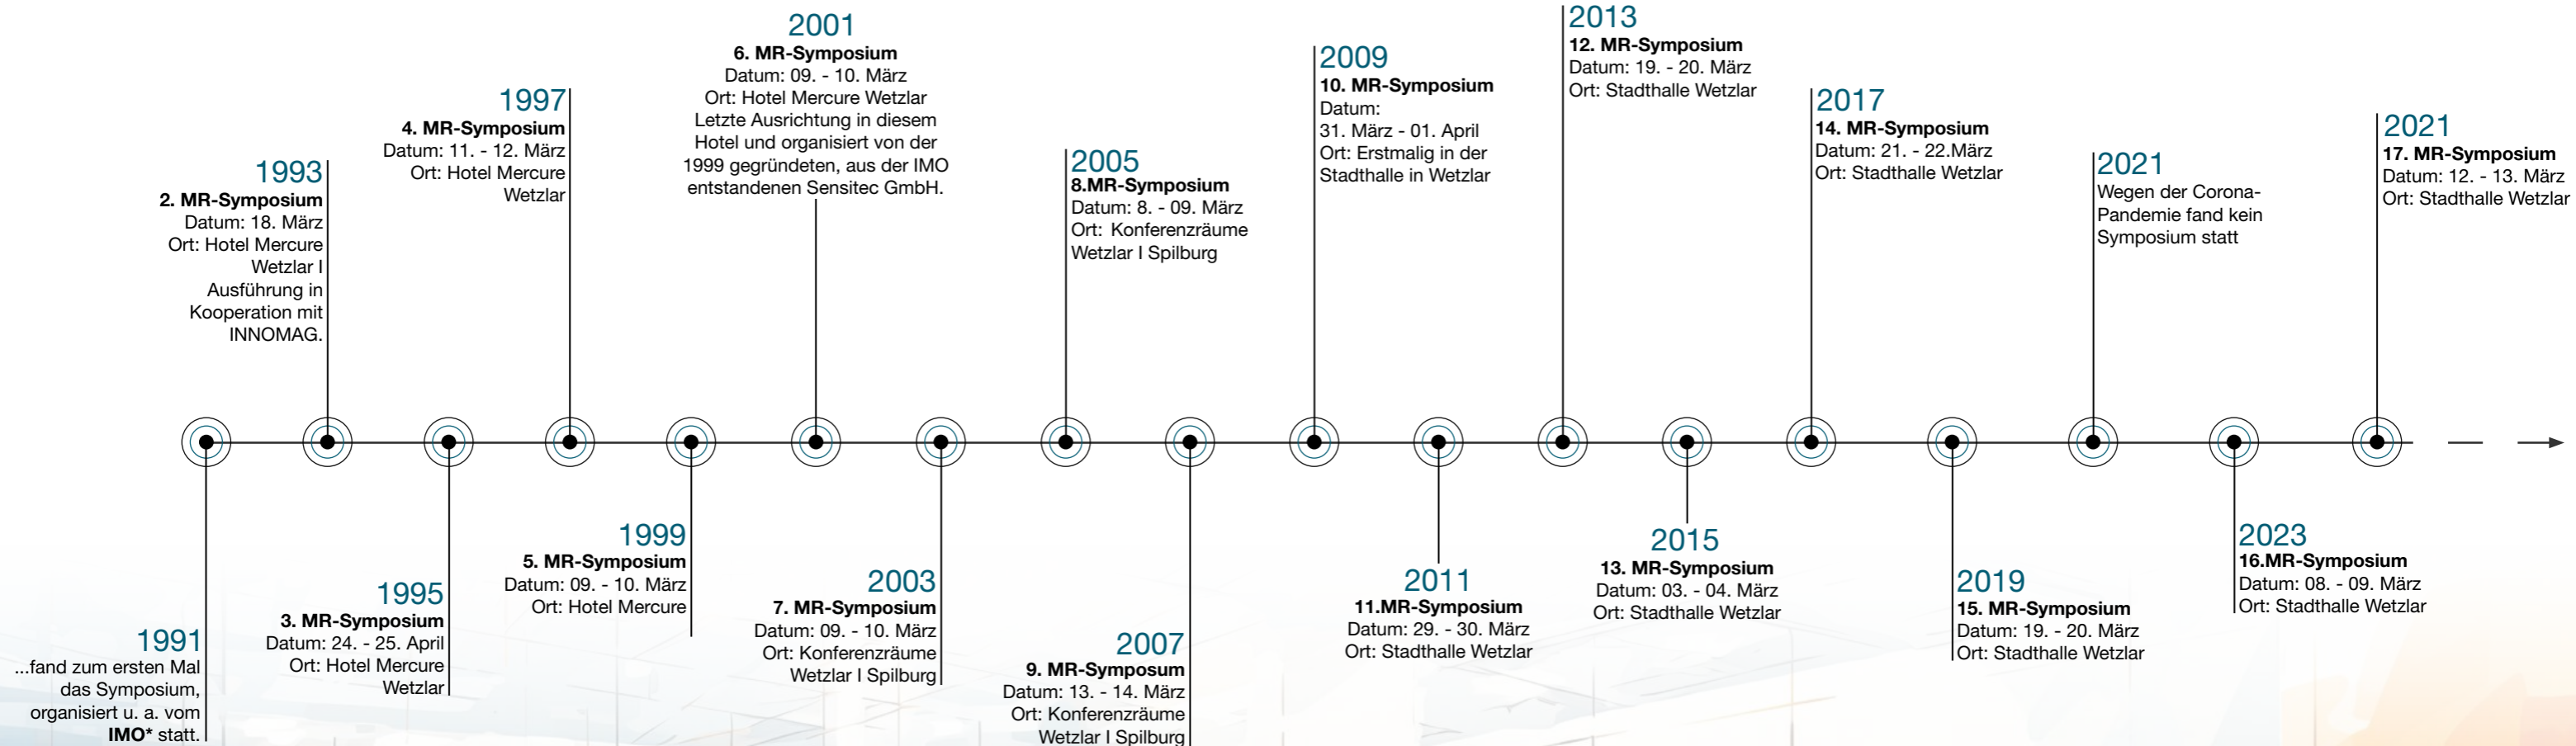 1991
...fand zum ersten Mal
das Symposium,
organisiert u. a. vom
IMO* statt.
1993
2. MR-Symposium
Datum: 18. März
Ort: Hotel Mercure
Wetzlar I
Ausführung in
Kooperation mit
INNOMAG.
1995
3. MR-Symposium
Datum: 24. - 25. April
Ort: Hotel Mercure
Wetzlar
1997
4. MR-Symposium
Datum: 11. - 12. März
Ort: Hotel Mercure
Wetzlar
1999
5. MR-Symposium
Datum: 09. - 10. März
Ort: Hotel Mercure
2001
6. MR-Symposium
Datum: 09. - 10. März
Ort: Hotel Mercure Wetzlar
Letzte Ausrichtung in diesem
Hotel und organisiert von der
1999 gegründeten, aus der IMO
entstandenen Sensitec GmbH.
2003
7. MR-Symposium
Datum: 09. - 10. März
Ort: Konferenzräume
Wetzlar I Spilburg
2005
8.MR-Symposium
Datum: 8. - 09. März
Ort: Konferenzräume
Wetzlar I Spilburg
2007
9. MR-Symposum
Datum: 13. - 14. März
Ort: Konferenzräume
Wetzlar I Spilburg
2009
10. MR-Symposium
Datum:
31. März - 01. April
Ort: Erstmalig in der
Stadthalle in Wetzlar
2011
11.MR-Symposium
Datum: 29. - 30. März
Ort: Stadthalle Wetzlar
2013
12. MR-Symposium
Datum: 19. - 20. März
Ort: Stadthalle Wetzlar
2015
13. MR-Symposium
Datum: 03. - 04. März
Ort: Stadthalle Wetzlar
2017
14. MR-Symposium
Datum: 21. - 22.März
Ort: Stadthalle Wetzlar
2019
15. MR-Symposium
Datum: 19. - 20. März
Ort: Stadthalle Wetzlar
2021
Wegen der Corona-
Pandemie fand kein
Symposium statt
2023
16.MR-Symposium
Datum: 08. - 09. März
Ort: Stadthalle Wetzlar
2021
17. MR-Symposium
Datum: 12. - 13. März
Ort: Stadthalle Wetzlar